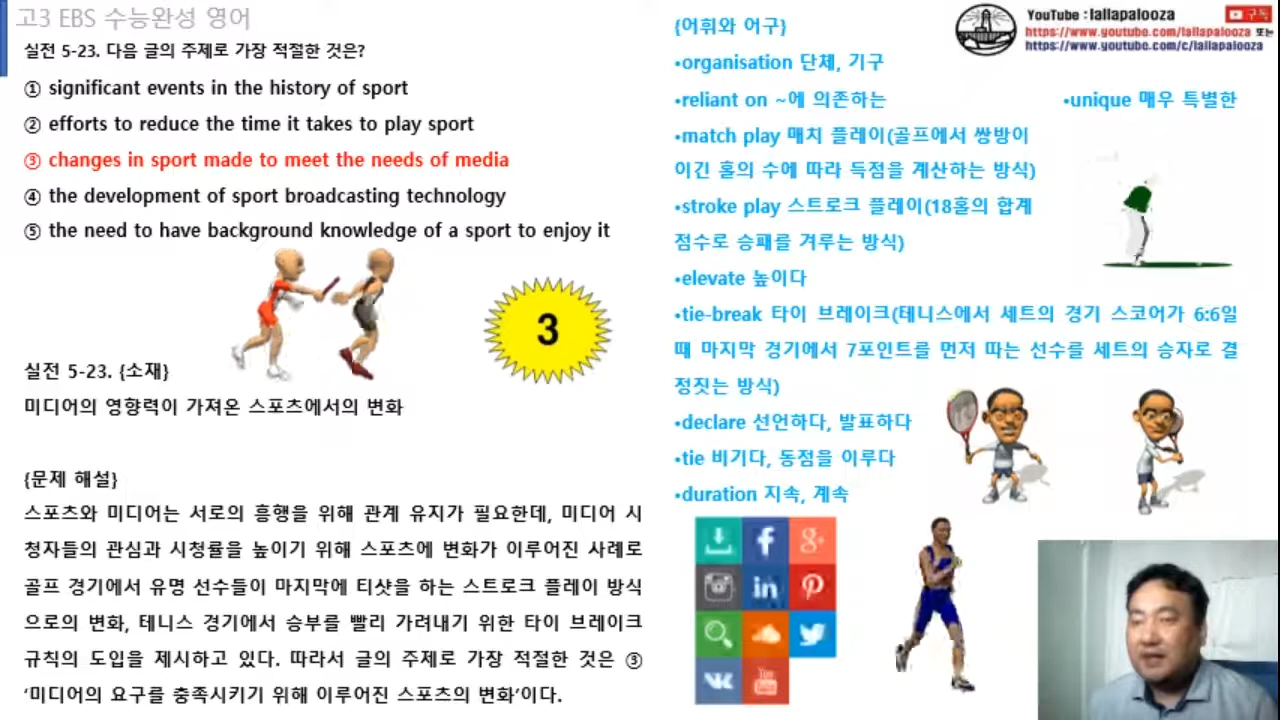 고3 EBS 수능완성 영어
실전 5-23. 다음 글의 주제로 가장 적절한 것은?
① significant events in the history of sport
② efforts to reduce the time it takes to play sport
③ changes in sport made to meet the needs of media
④ the development of sport broadcasting technology
⑤ the need to have background knowledge of a sport to enjoy it
3
실전 5-23. {소재}
미디어의 영향력이 가져온 스포츠에서의 변화
{문제 해설}
스포츠와 미디어는 서로의 흥행을 위해 관계 유지가 필요한데, 미디어 시
청자들의 관심과 시청률을 높이기 위해 스포츠에 변화가 이루어진 사례로
골프 경기에서 유명 선수들이 마지막에 티샷을 하는 스트로크 플레이 방식
으로의 변화, 테니스 경기에서 승부를 빨리 가려내기 위한 타이 브레이크
규칙의 도입을 제시하고 있다. 따라서 글의 주제로 가장 적절한 것은 ③
‘미디어의 요구를 충족시키기 위해 이루어진 스포츠의 변화’이다.
{어휘와 어구}
•organisation 단체, 기구
•reliant on ~에 의존하는 •unique 매우 특별한
•match play 매치 플레이(골프에서 쌍방이
이긴 홀의 수에 따라 득점을 계산하는 방식)
•stroke play 스트로크 플레이(18홀의 합계
점수로 승패를 겨루는 방식)
•elevate 높이다
•tie-break 타이 브레이크(테니스에서 세트의 경기 스코어가 6:6일
때 마지막 경기에서 7포인트를 먼저 따는 선수를 세트의 승자로 결
정짓는 방식)
•declare 선언하다, 발표하다
•tie 비기다, 동점을 이루다
•duration 지속, 계속
YouTube : lallapalooza 구독
https://www.youtube.com/lallapalooza 또는
https://www.youtube.com/c/lallapalooza
f
g+
in
vk
You Tube